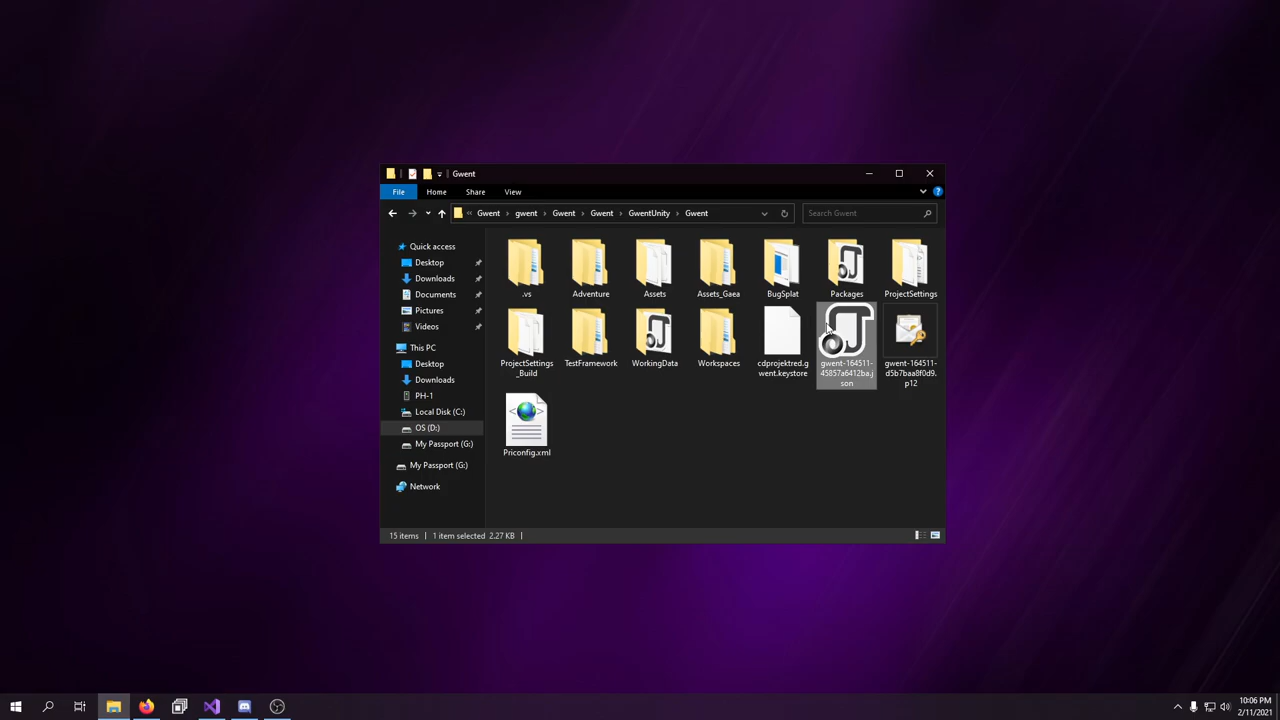 Gwent
File
Home
Share
View
Gwent
gwent
Gwent
Gwent
GwentUnity
Gwent
Search Gwent
Quick access
Desktop
Downloads
Documents
Pictures
Videos
This PC
Desktop
Downloads
PH-1
Local Disk (C:)
OS (D:)
My Passport (G:)
My Passport (G:)
Network
.vs
Adventure
Assets
Assets_Gaea
BugSplat
Packages
ProjectSettings
ProjectSettings
_Build
TestFramework
WorkingData
Workspaces
cdprojektred.g
went.keystore
gwent-164511-
45857a6412ba.j
son
gwent-164511-
d5b7baa8f0d9.
p12
Priconfig.xml
15 items
1 item selected 2.27 KB
10:06 PM
2/11/2021